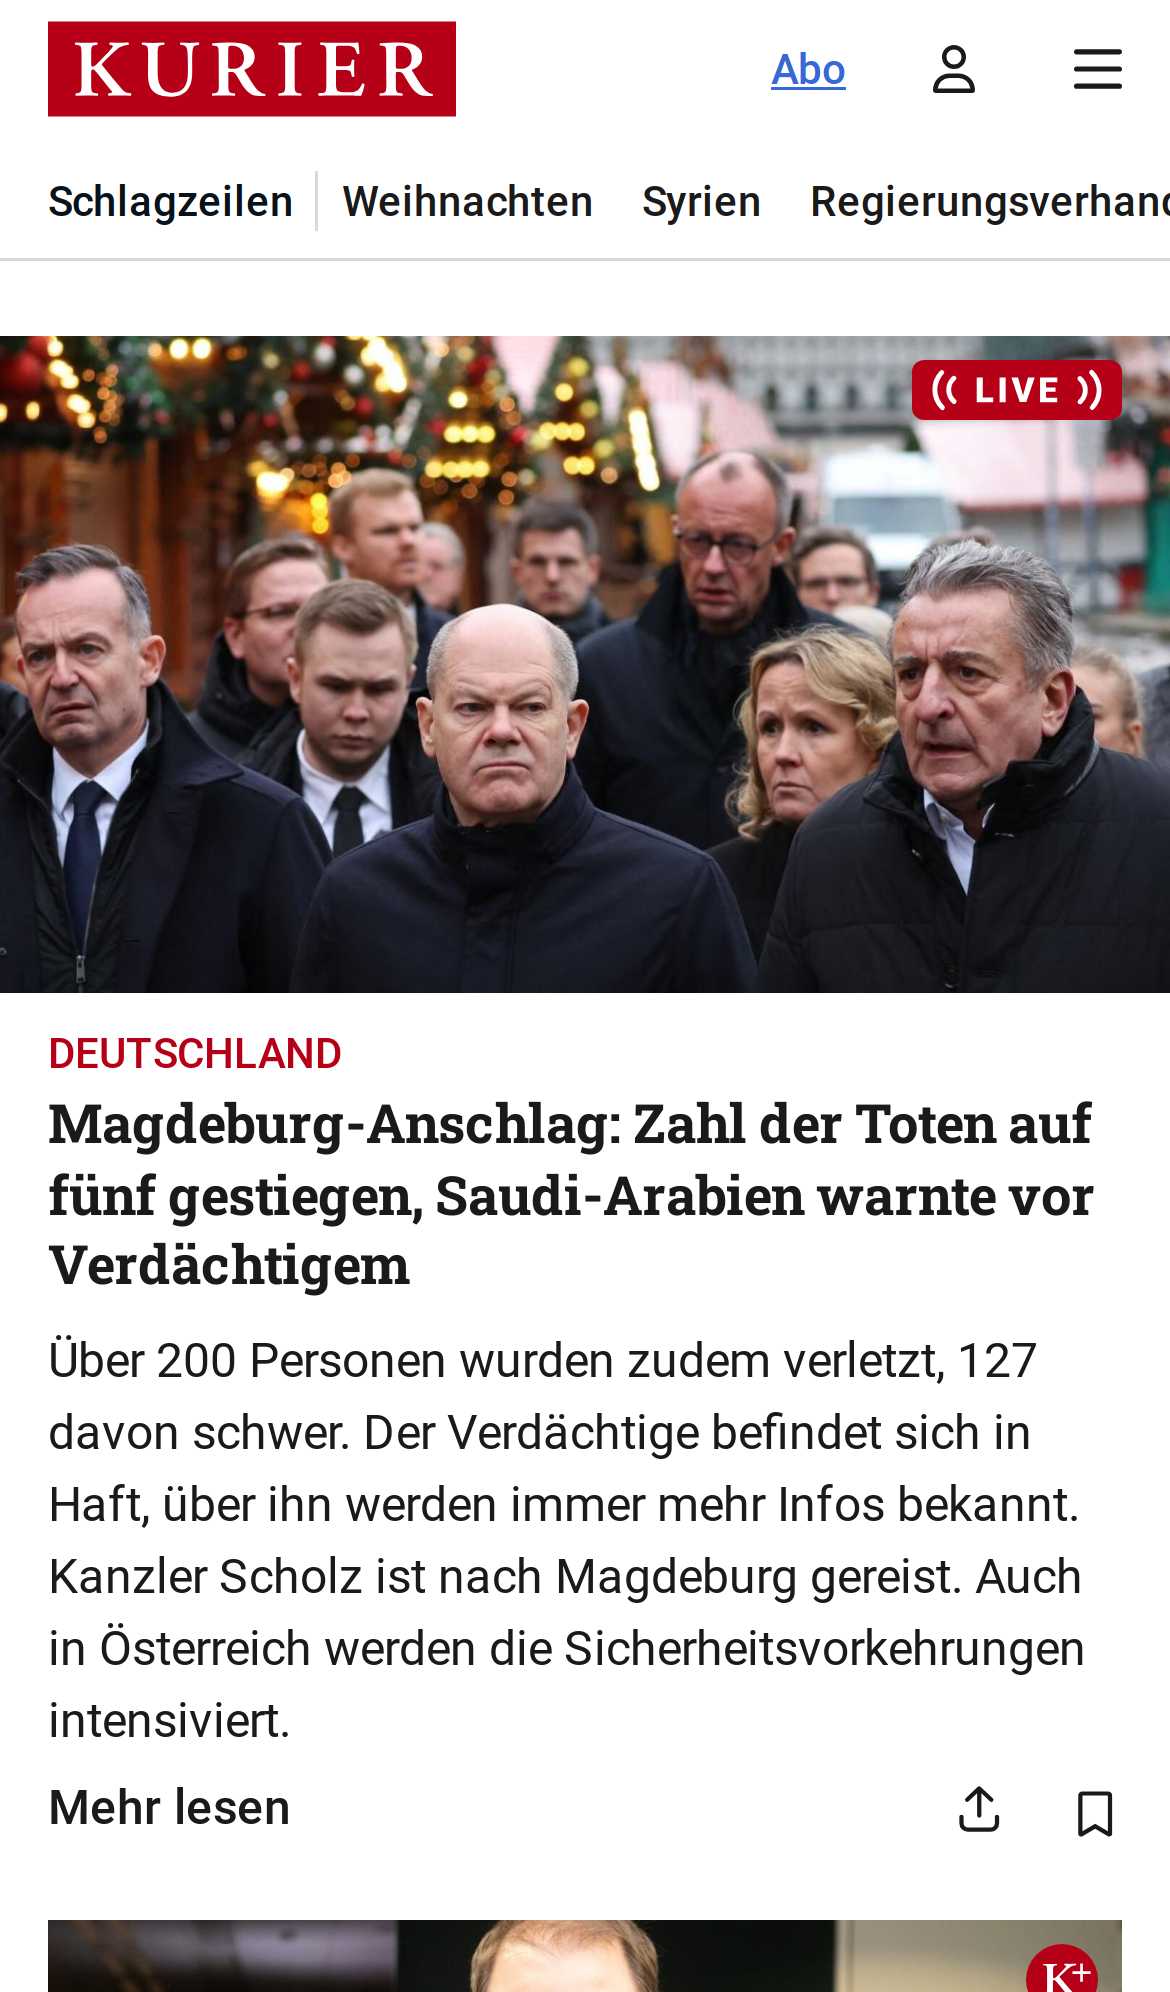 KURIER
Abo
Schlagzeilen
Weihnachten
Syrien
Regierungsverhand
LIVE
DEUTSCHLAND
Magdeburg-Anschlag: Zahl der Toten auf
fünf gestiegen, Saudi-Arabien warnte vor
Verdächtigem
Über 200 Personen wurden zudem verletzt, 127
davon schwer. Der Verdächtige befindet sich in
Haft, über ihn werden immer mehr Infos bekannt.
Kanzler Scholz ist nach Magdeburg gereist. Auch
in Österreich werden die Sicherheitsvorkehrungen
intensiviert.
Mehr lesen
K+